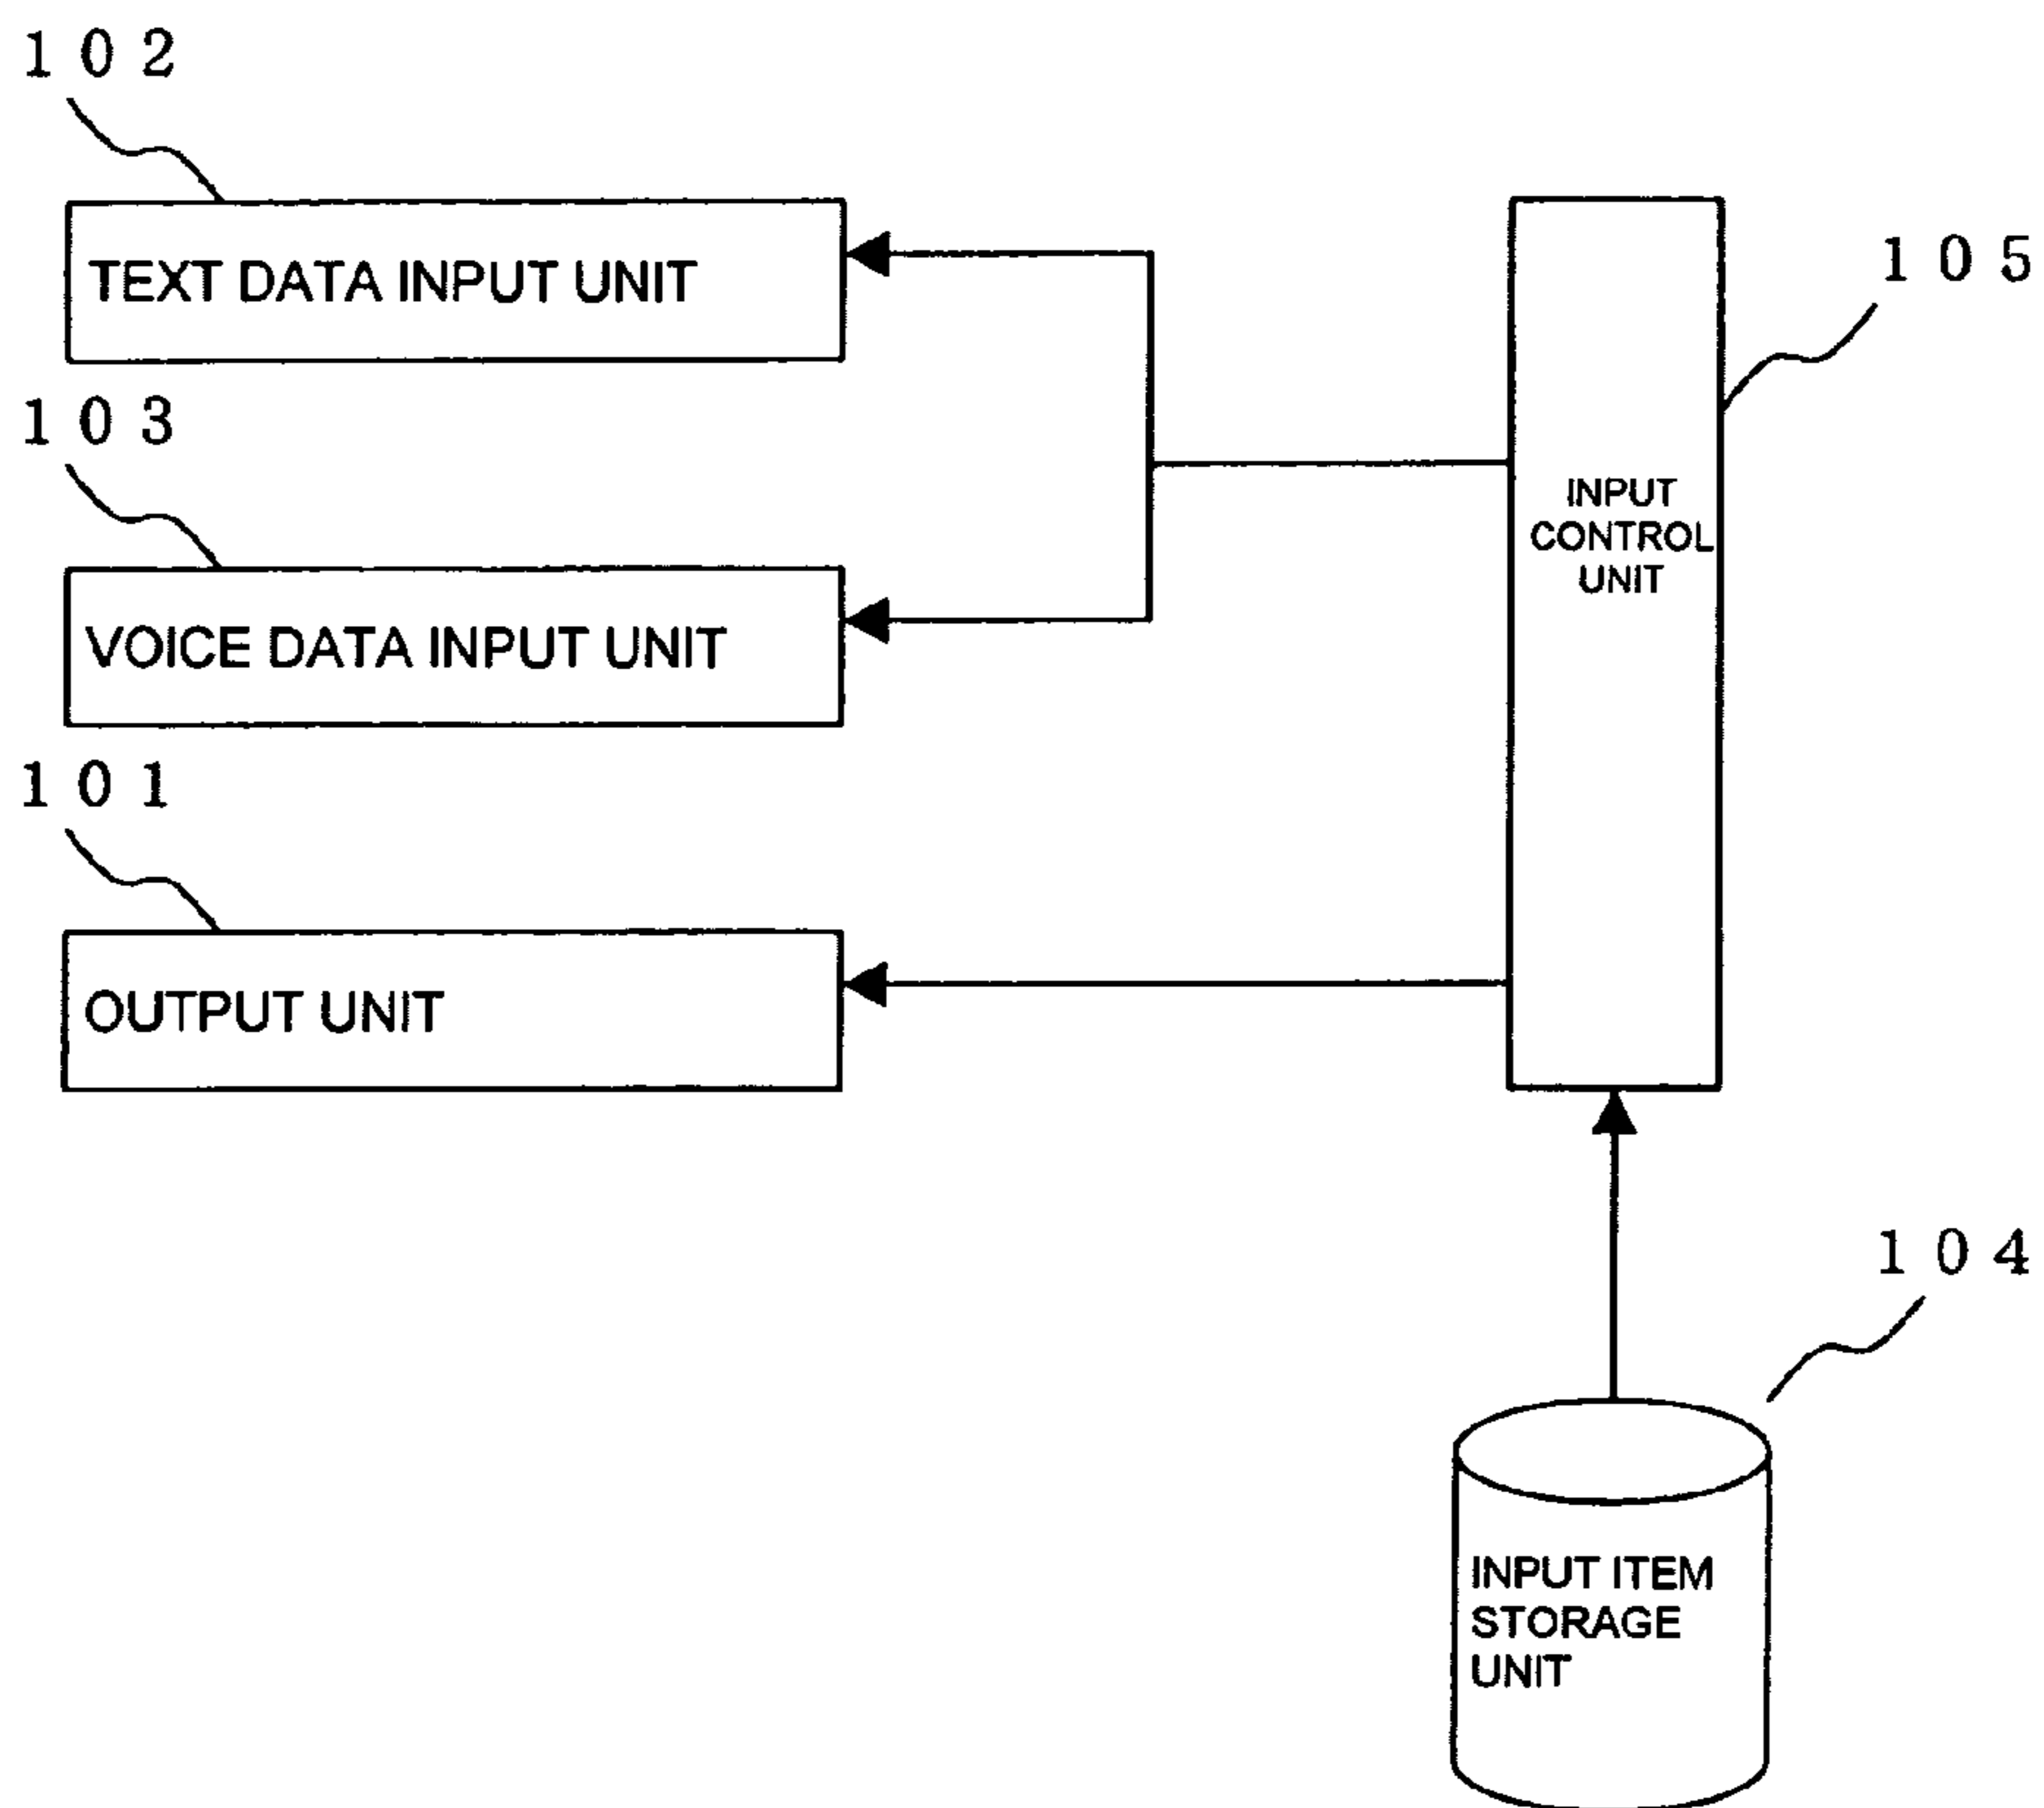 102
TEXT DATA INPUT UNIT
105
103
INPUT
CONTROL
UNIT
VOICE DATA INPUT UNIT
101
OUTPUT UNIT
104
INPUT ITEM
STORAGE
UNIT